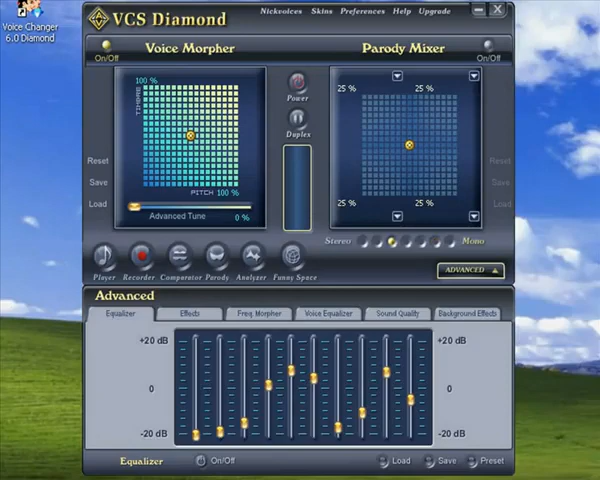 Voice Changer
6.0 Diamond
VCS Diamond
Nickvoices Skins Preferences Help Upgrade
On/Off
Voice Morpher
Parody Mixer
On/Off
100 %
TIMBRE
PITCH 100 %
Advanced Tune 0 %
Reset
Save
Load
Power
Duplex
25 % 25 %
25 % 25 %
Reset
Save
Load
Stereo Mono
Player Recorder Comparator Parody Analyzer Funny Space
ADVANCED
Advanced
Equalizer Effects Freq. Morpher Voice Equalizer Sound Quality Background Effects
+20 dB +20 dB
0 0
-20 dB -20 dB
Equalizer On/Off Load Save Preset